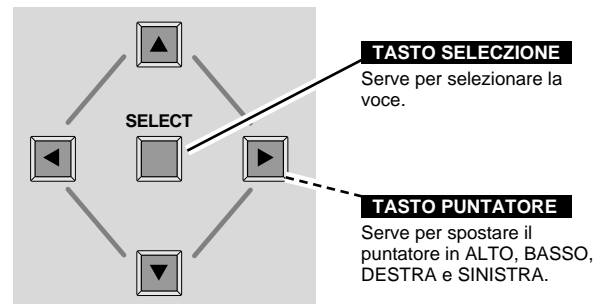 TASTO SELECZIONE
Serve per selezionare la
voce.
SELECT
TASTO PUNTATORE
Serve per spostare il
puntatore in ALTO, BASSO,
DESTRA e SINISTRA.